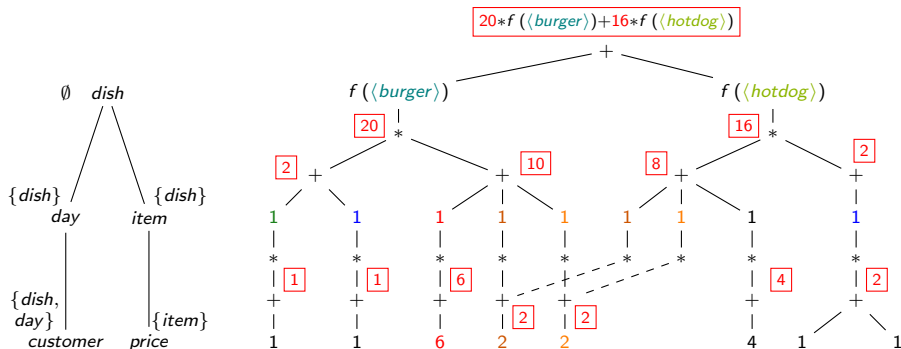 20*f (⟨burger⟩)+16*f (⟨hotdog⟩)
+
∅ dish f (⟨burger⟩) f (⟨hotdog⟩)
20 * 16 *
2 + + 10 8 + 2 +
{dish} {dish}
day item 1 1 1 1 1 1 1 1 1
* * * * * * * * *
{dish, 1 1 6 4 2
day} {item} + + + + + + +
2 2
customer price 1 1 6 2 2 4 1 1